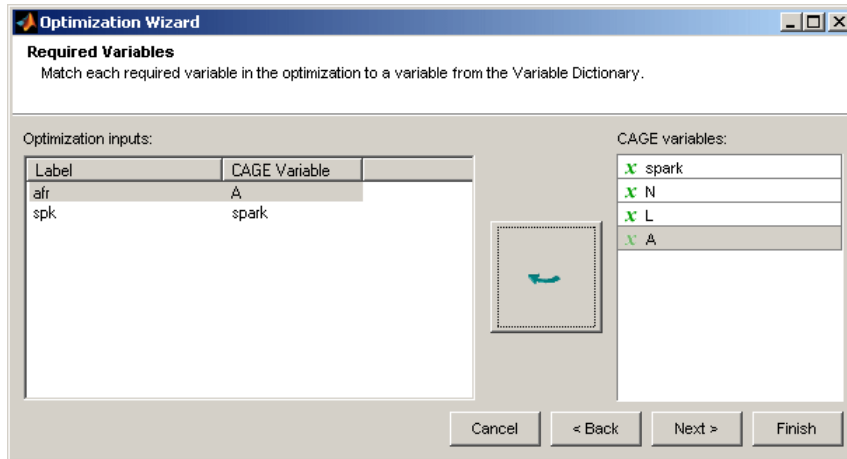 Optimization Wizard
Required Variables
Match each required variable in the optimization to a variable from the Variable Dictionary.
Optimization inputs:
Label CAGE Variable
afr A
spk spark
CAGE variables:
x spark
x N
x L
x A
Cancel < Back Next > Finish